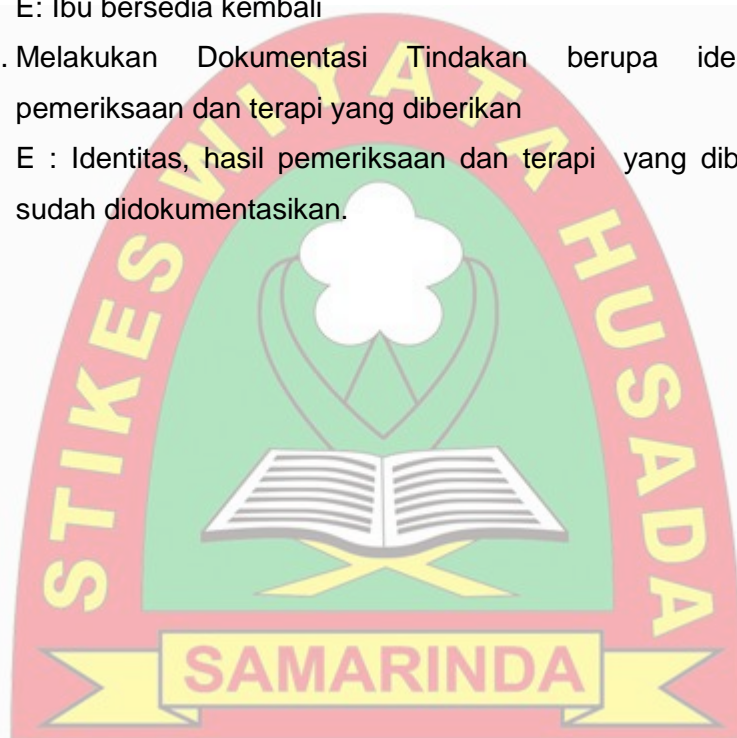 E: Ibu bersedia kembali
. Melakukan Dokumentasi Tindakan berupa ide
pemeriksaan dan terapi yang diberikan
E : Identitas, hasil pemeriksaan dan terapi yang dib
sudah didokumentasikan.
STIKES WIYATA HUSADA
SAMARINDA